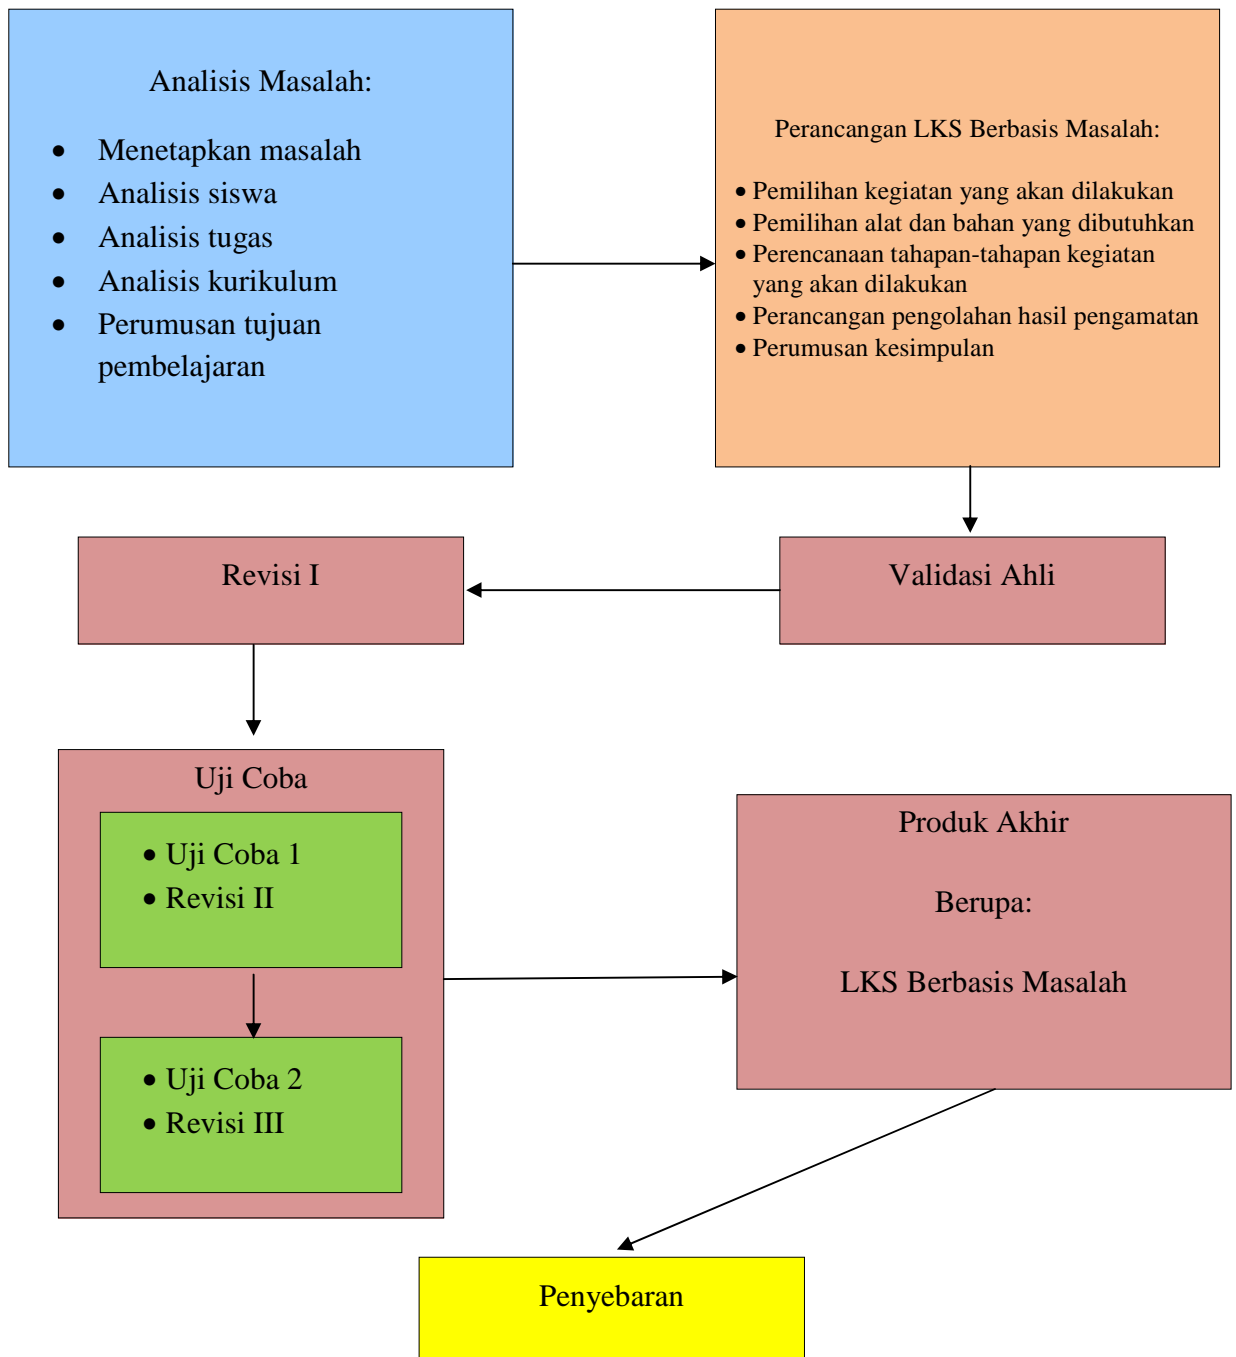 Analisis Masalah:
• Menetapkan masalah
• Analisis siswa
• Analisis tugas
• Analisis kurikulum
• Perumusan tujuan
pembelajaran
Perancangan LKS Berbasis Masalah:
• Pemilihan kegiatan yang akan dilakukan
• Pemilihan alat dan bahan yang dibutuhkan
• Perencanaan tahapan-tahapan kegiatan
yang akan dilakukan
• Perancangan pengolahan hasil pengamatan
• Perumusan kesimpulan
Validasi Ahli
Revisi I
Uji Coba
• Uji Coba 1
• Revisi II
• Uji Coba 2
• Revisi III
Produk Akhir
Berupa:
LKS Berbasis Masalah
Penyebaran